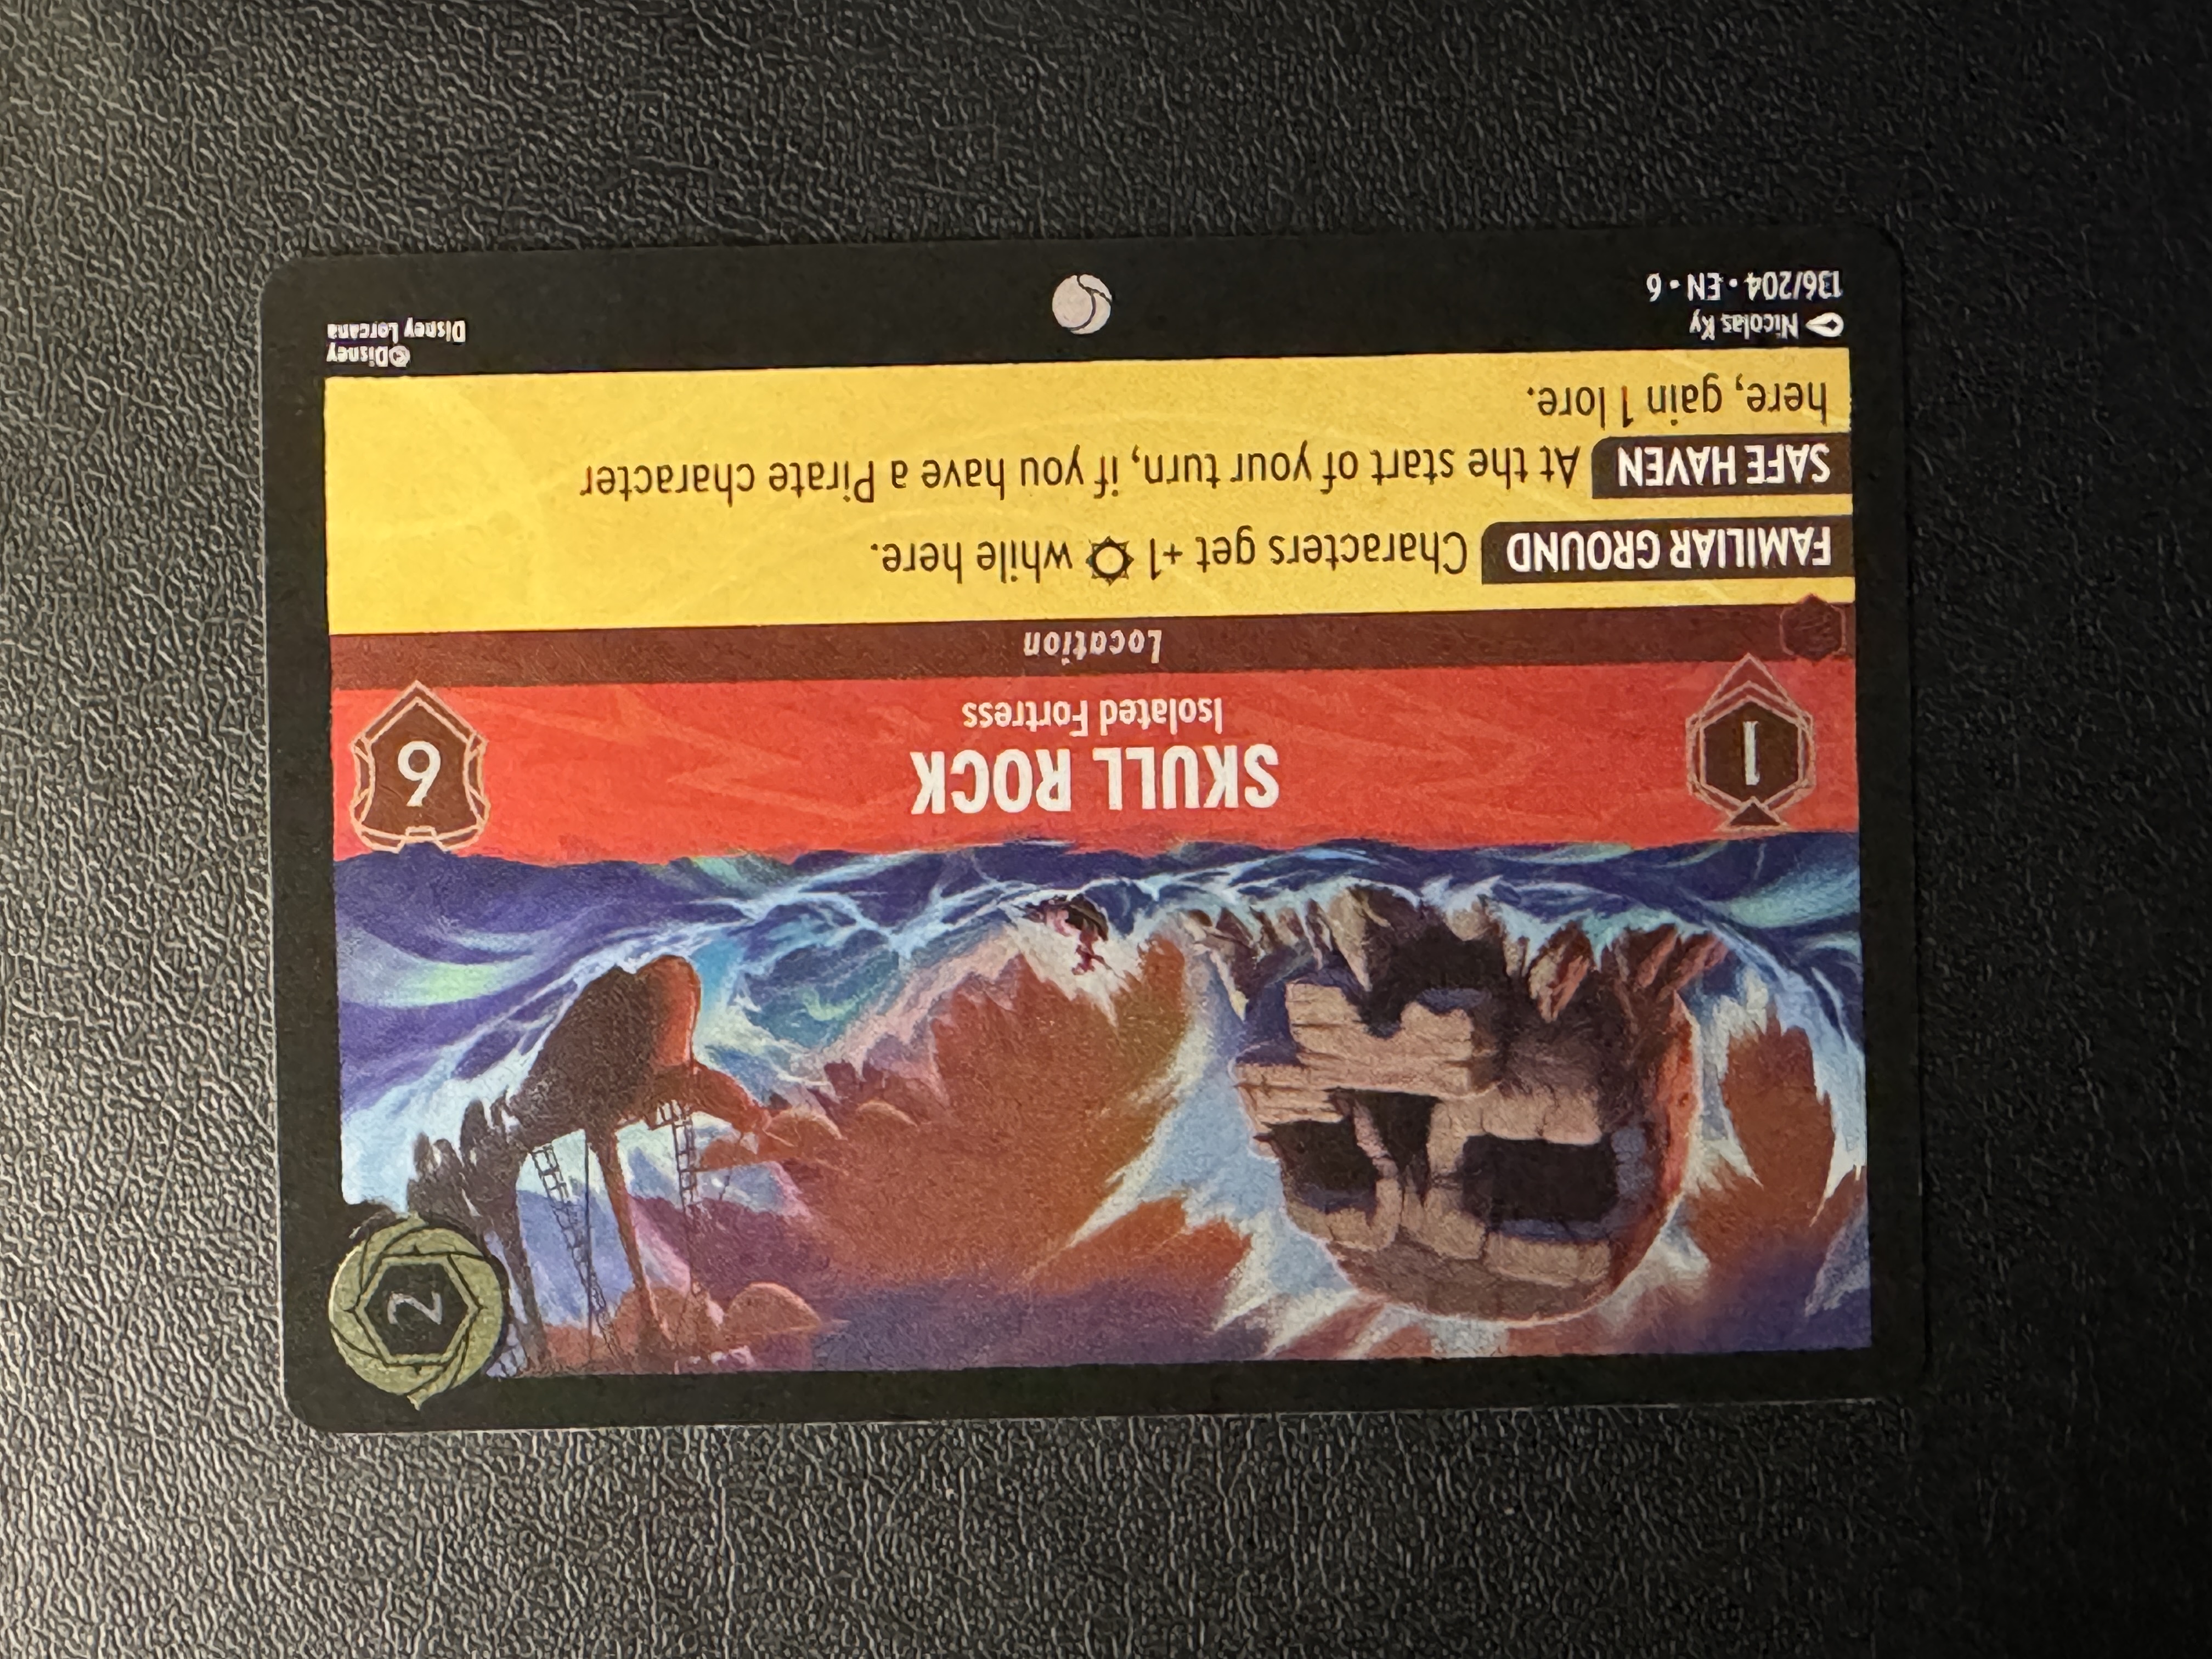 2
1
SKULL ROCK
6
Isolated Fortress
Location
FAMILIAR GROUND Characters get +1 while here.
SAFE HAVEN At the start of your turn, if you have a Pirate character
here, gain 1 lore.
Nicolas Ky
136/204 • EN • 6
©Disney
Disney Lorcana